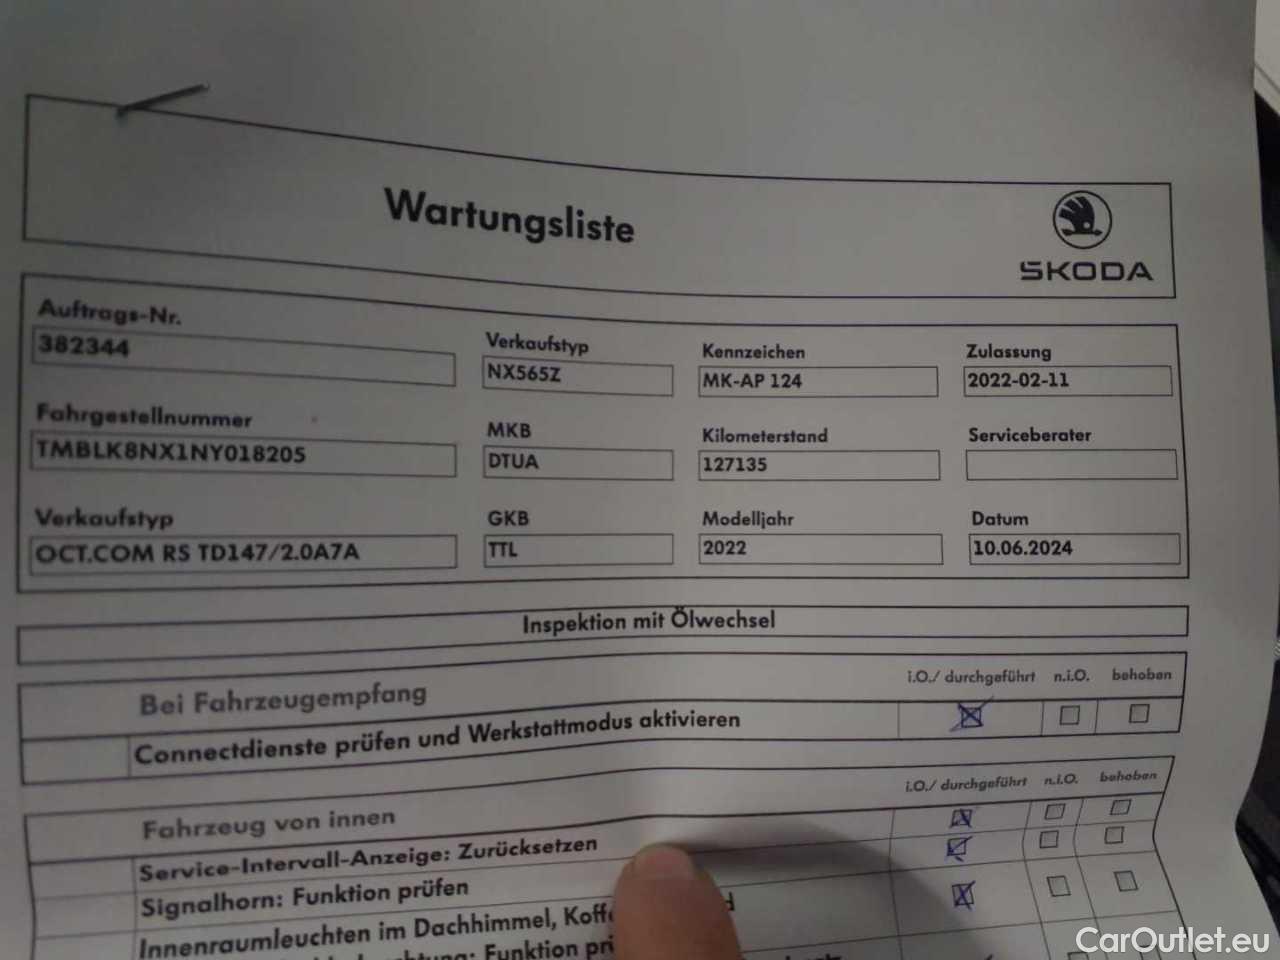 Wartungsliste
SKODA
Auftrags-Nr.
382344
Verkaufstyp
NX565Z
Kennzeichen
MK-AP 124
Zulassung
2022-02-11
Fahrgestellnummer
TMBLK8NX1NY018205
MKB
DTUA
Kilometerstand
127135
Serviceberater
Verkaufstyp
OCT.COM RS TD147/2.0A7A
GKB
TTL
Modelljahr
2022
Datum
10.06.2024
Inspektion mit Ölwechsel
Bei Fahrzeugempfang i.O./ durchgeführt n.i.O. behoben
Connectdienste prüfen und Werkstattmodus aktivieren
Fahrzeug von innen i.O./ durchgeführt n.i.O. behoben
Service-Intervall-Anzeige: Zurücksetzen
Signalhorn: Funktion prüfen
Innenraumleuchten im Dachhimmel,
Funktion
CarOutlet.eu